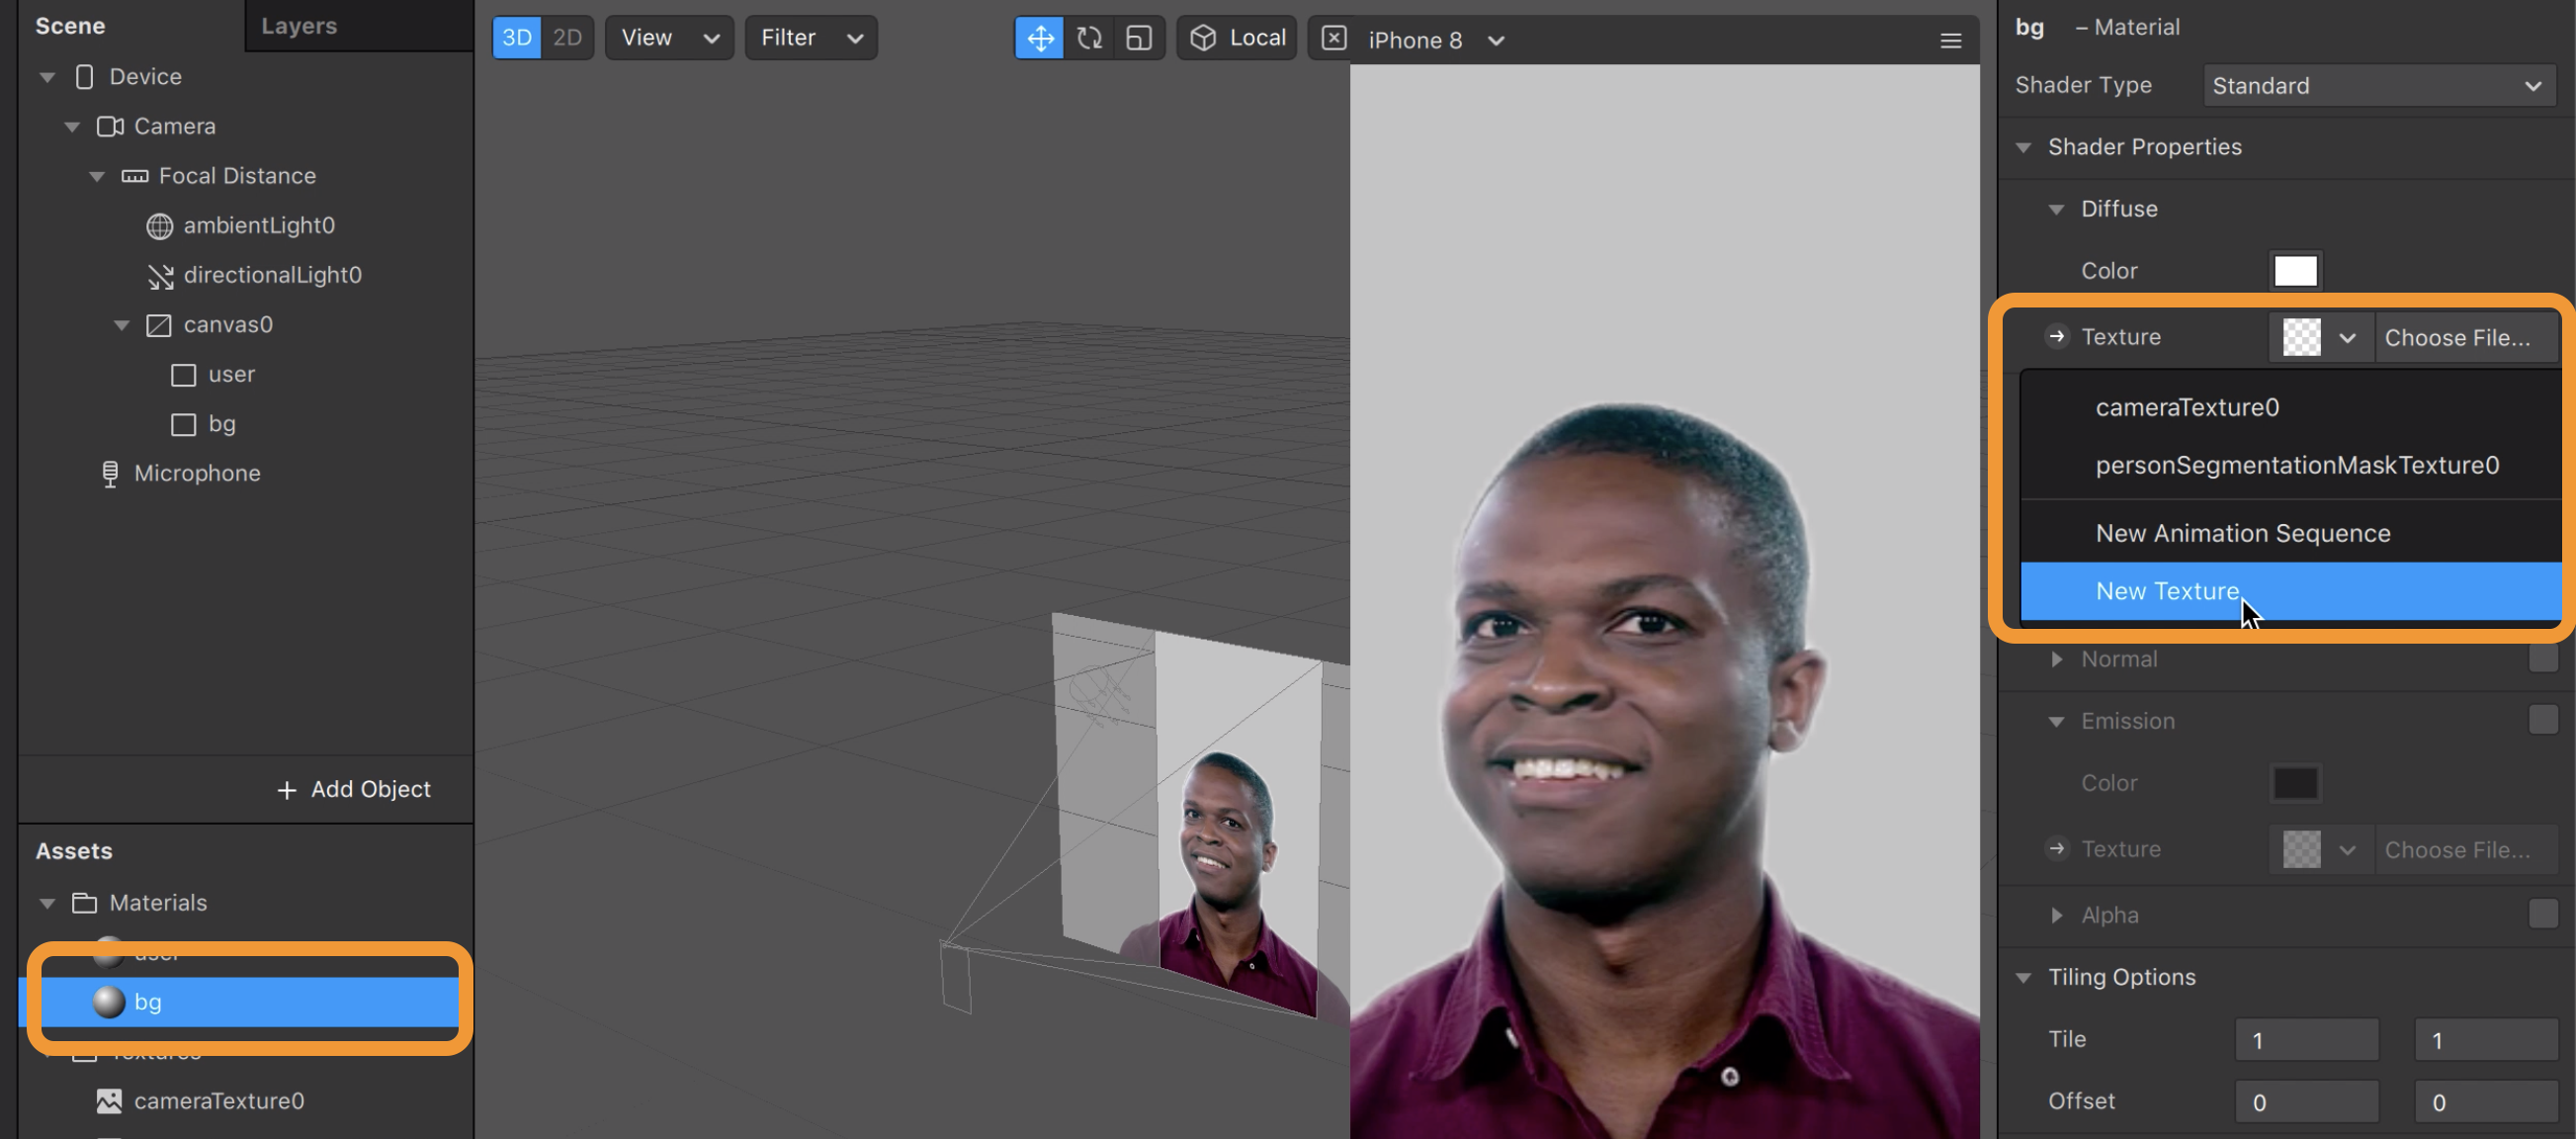 Scene
Layers
Device
Camera
Focal Distance
ambientLight0
directionalLight0
canvas0
user
bg
Microphone
+ Add Object
Assets
Materials
user
bg
Textures
cameraTexture0
3D 2D View Filter Local
iPhone 8
bg – Material
Shader Type Standard
Shader Properties
Diffuse
Color
Texture Choose File...
cameraTexture0
personSegmentationMaskTexture0
New Animation Sequence
New Texture
Normal
Emission
Color
Texture Choose File...
Alpha
Tiling Options
Tile 1 1
Offset 0 0